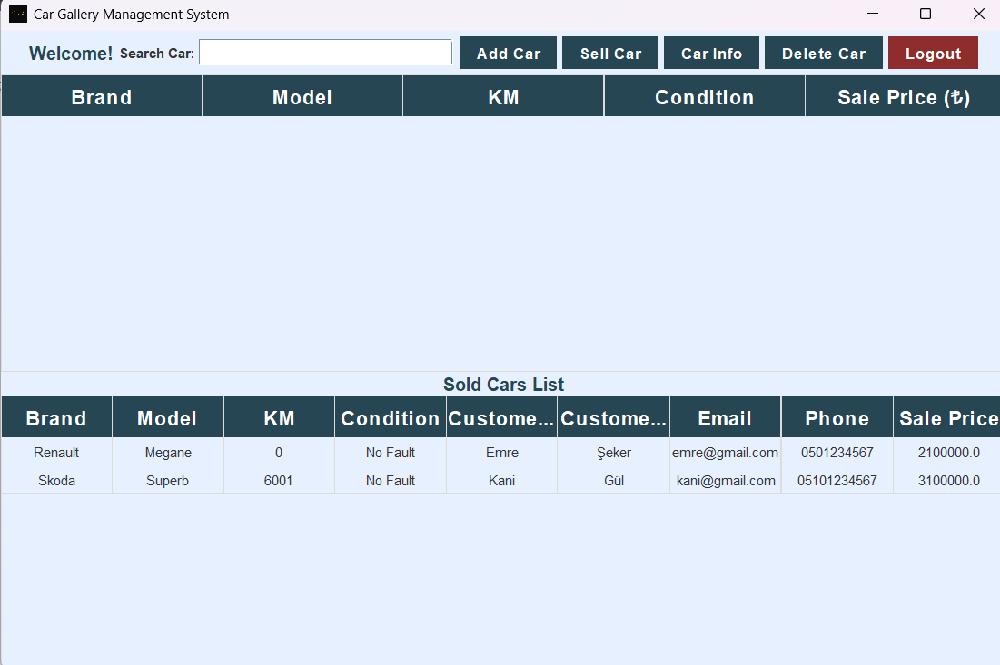 Car Gallery Management System
Welcome! Search Car: Add Car Sell Car Car Info Delete Car Logout
Brand Model KM Condition Sale Price (₺)
Sold Cars List
Brand Model KM Condition Custome... Custome... Email Phone Sale Price
Renault Megane 0 No Fault Emre Şeker emre@gmail.com 0501234567 2100000.0
Skoda Superb 6001 No Fault Kani Gül kani@gmail.com 05101234567 3100000.0